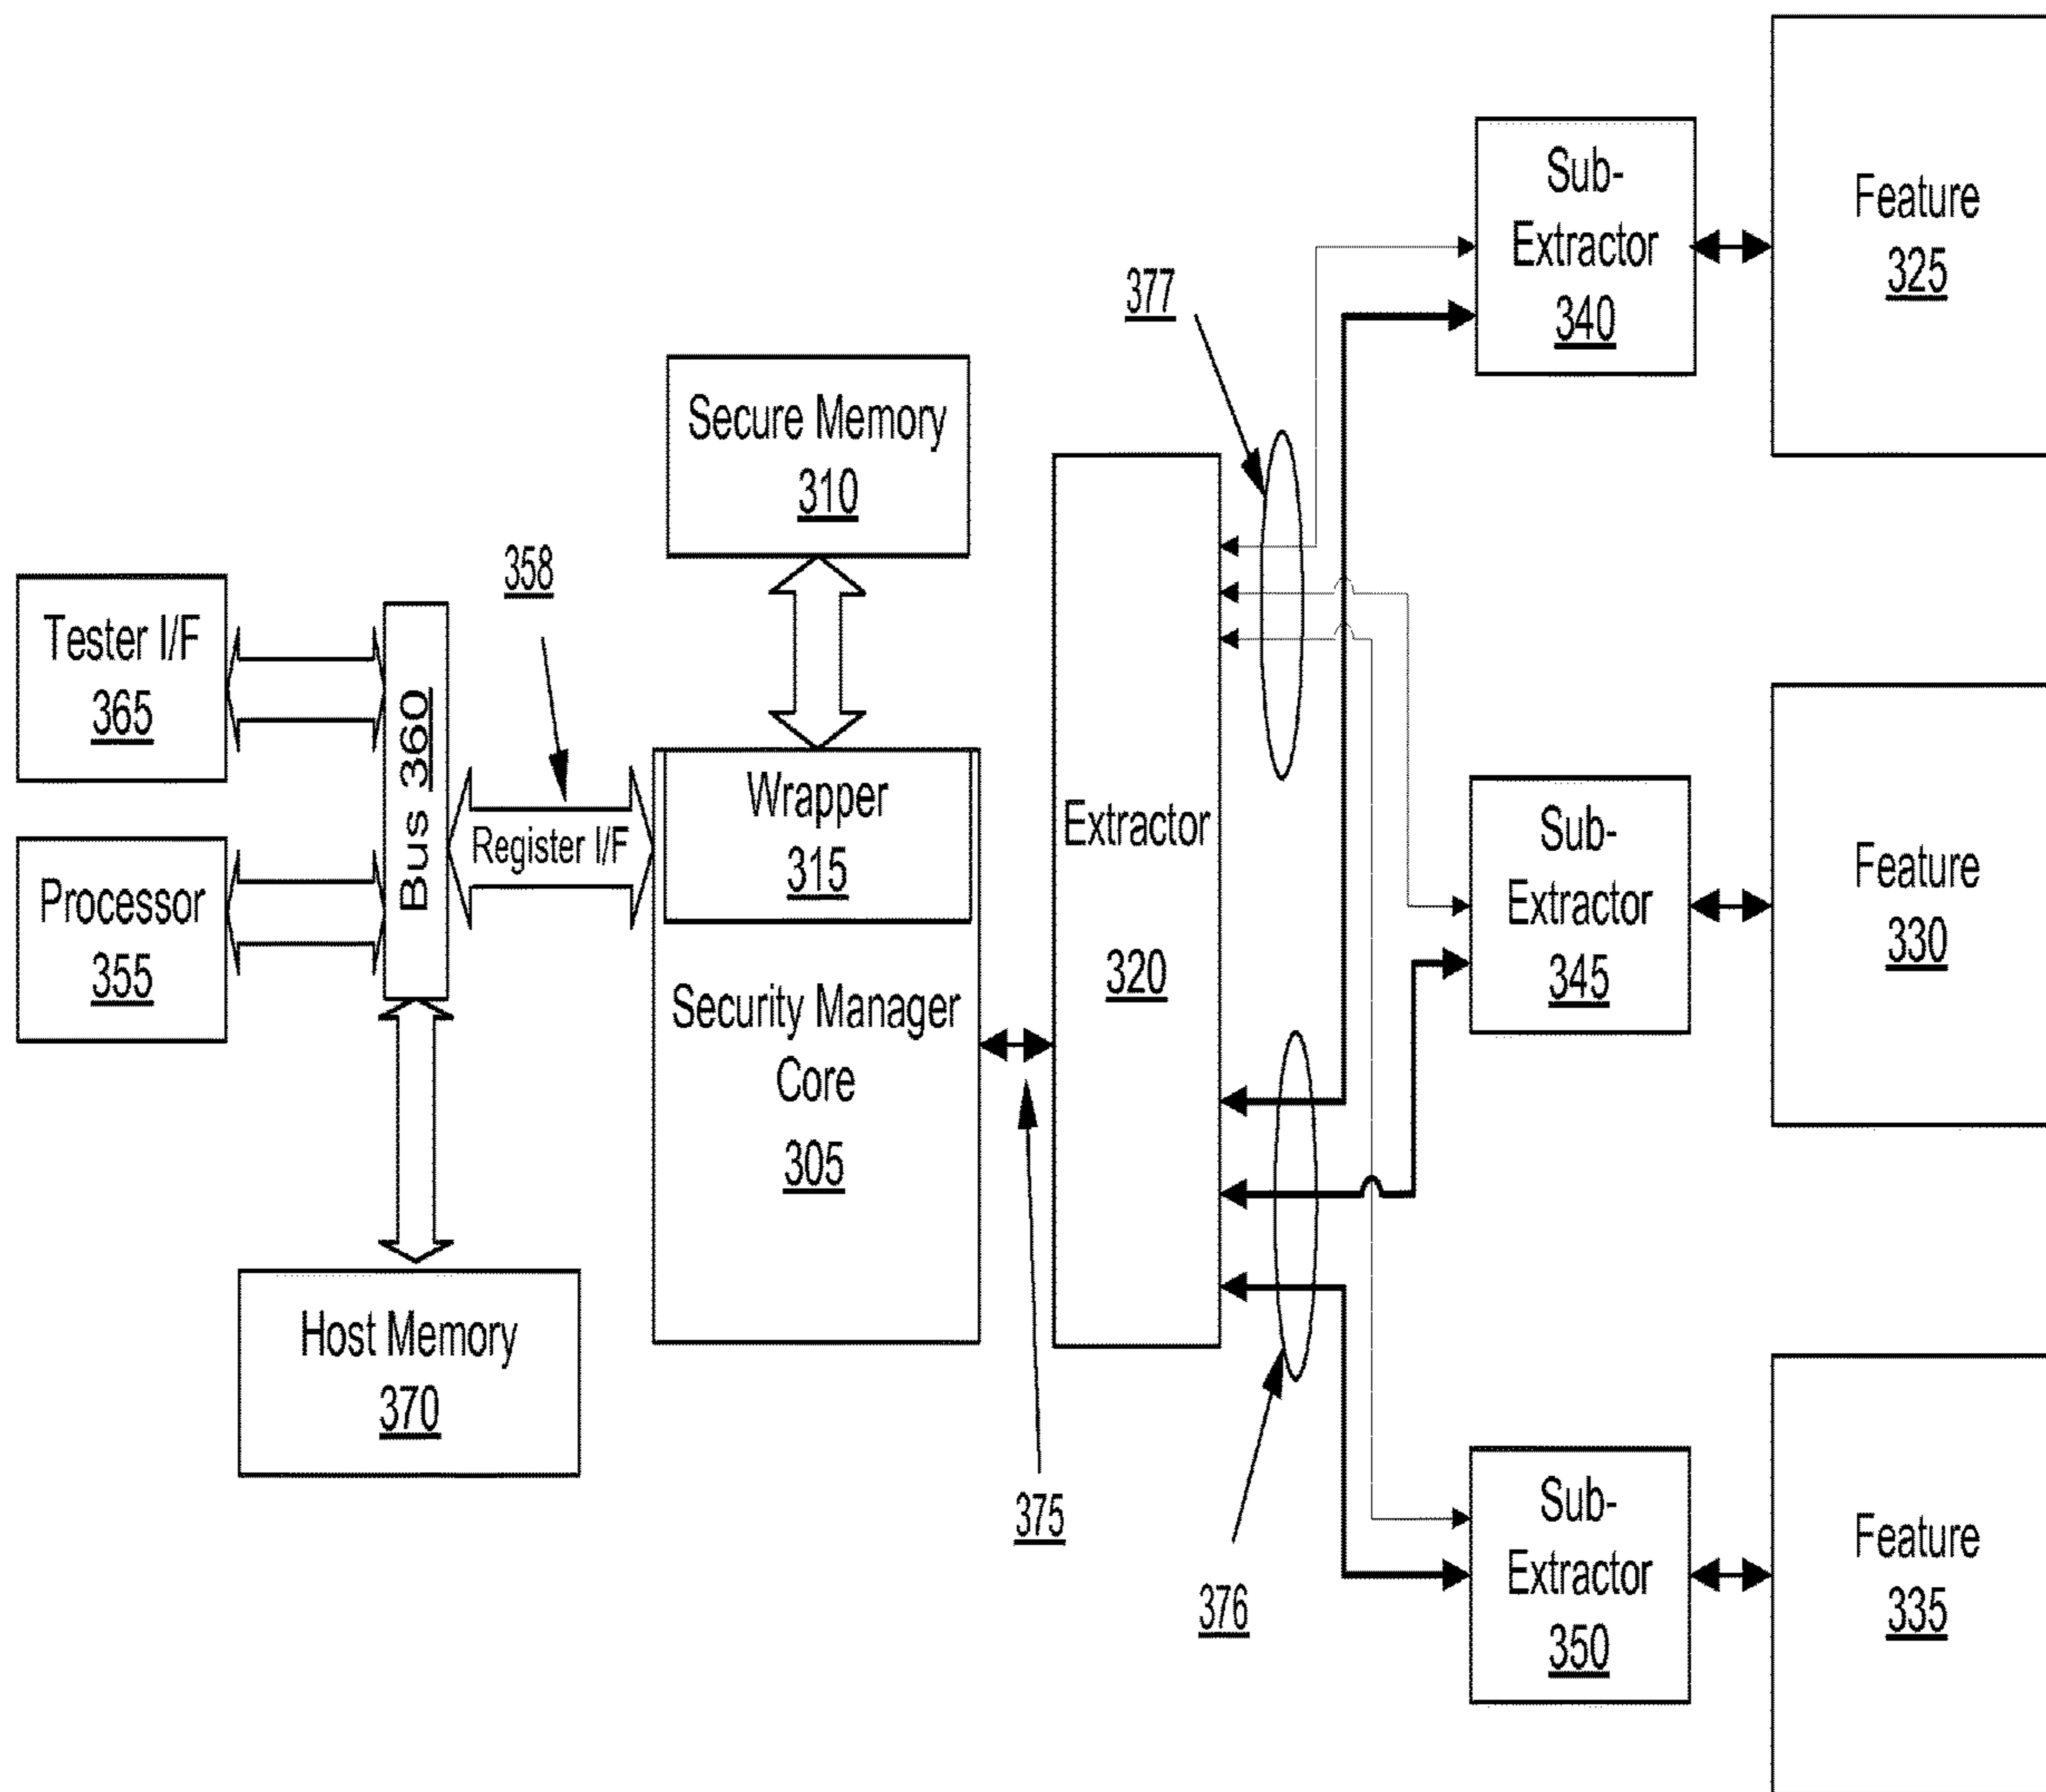 Sub-
Extractor
340
Feature
325
377
Secure Memory
310
358
Tester I/F
365
Bus 360
Register I/F
Wrapper
315
Extractor
320
Processor
355
Security Manager
Core
305
Sub-
Extractor
345
Feature
330
Host Memory
370
375
376
Sub-
Extractor
350
Feature
335